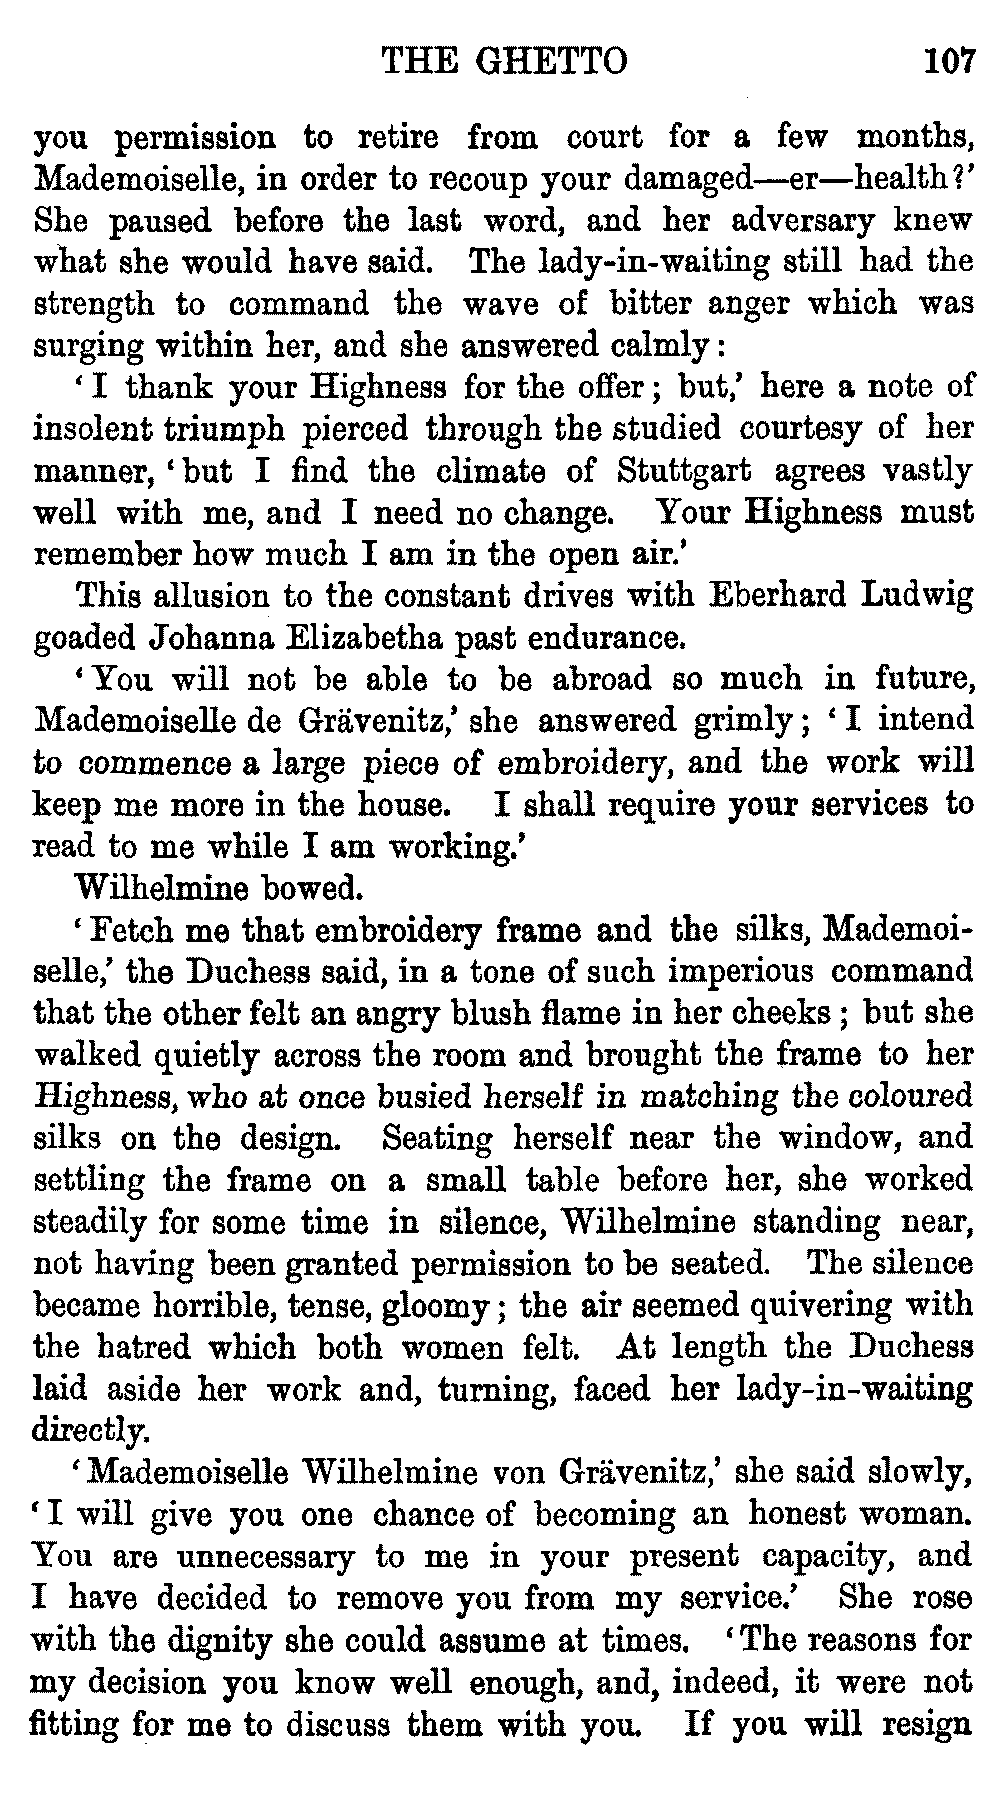 THE GHETTO 107
you permission to retire from court for a few months,
Mademoiselle, in order to recoup your damaged—er—health?’
She paused before the last word, and her adversary knew
what she would have said. The lady-in-waiting still had the
strength to command the wave of bitter anger which was
surging within her, and she answered calmly:
‘I thank your Highness for the offer; but,’ here a note of
insolent triumph pierced through the studied courtesy of her
manner, ‘but I find the climate of Stuttgart agrees vastly
well with me, and I need no change. Your Highness must
remember how much I am in the open air.’
This allusion to the constant drives with Eberhard Ludwig
goaded Johanna Elizabetha past endurance.
‘You will not be able to be abroad so much in future,
Mademoiselle de Grävenitz,’ she answered grimly; ‘I intend
to commence a large piece of embroidery, and the work will
keep me more in the house. I shall require your services to
read to me while I am working.’
Wilhelmine bowed.
‘Fetch me that embroidery frame and the silks, Mademoi-
selle,’ the Duchess said, in a tone of such imperious command
that the other felt an angry blush flame in her cheeks; but she
walked quietly across the room and brought the frame to her
Highness, who at once busied herself in matching the coloured
silks on the design. Seating herself near the window, and
settling the frame on a small table before her, she worked
steadily for some time in silence, Wilhelmine standing near,
not having been granted permission to be seated. The silence
became horrible, tense, gloomy; the air seemed quivering with
the hatred which both women felt. At length the Duchess
laid aside her work and, turning, faced her lady-in-waiting
directly.
‘Mademoiselle Wilhelmine von Grävenitz,’ she said slowly,
‘I will give you one chance of becoming an honest woman.
You are unnecessary to me in your present capacity, and
I have decided to remove you from my service.’ She rose
with the dignity she could assume at times. ‘The reasons for
my decision you know well enough, and, indeed, it were not
fitting for me to discuss them with you. If you will resign